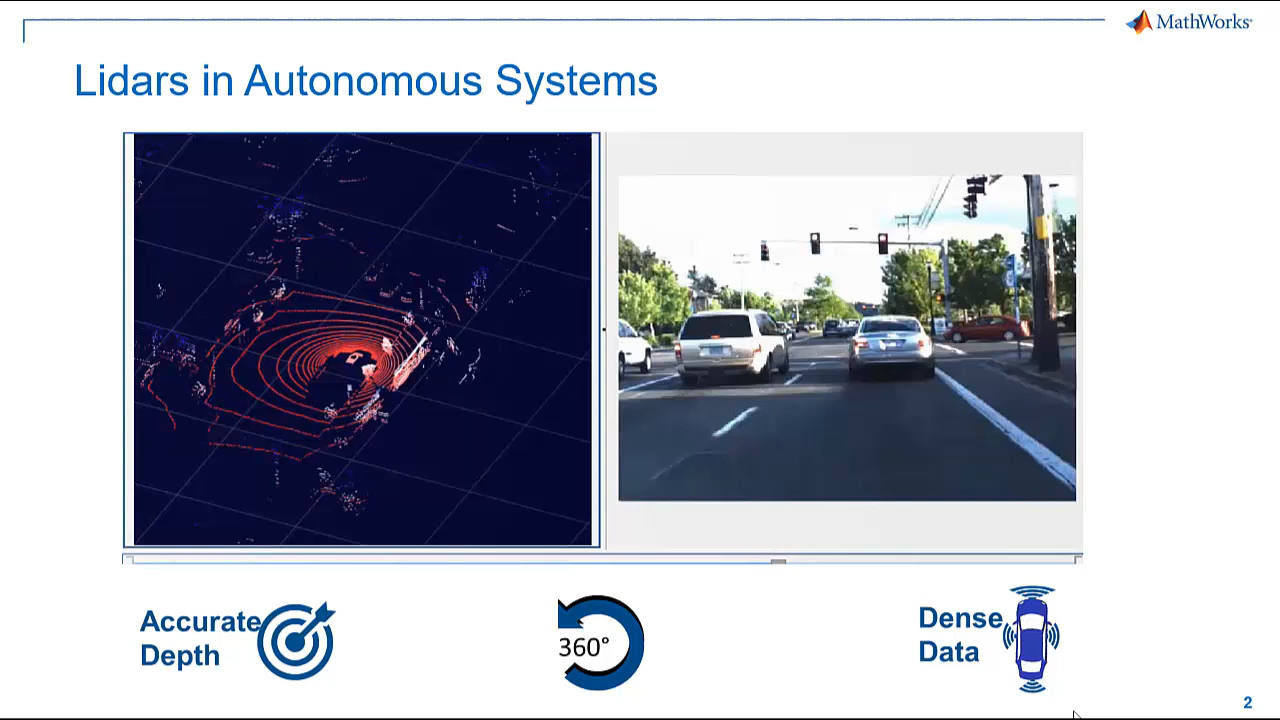 MathWorks®
Lidars in Autonomous Systems
Accurate
Depth
360°
Dense
Data
2